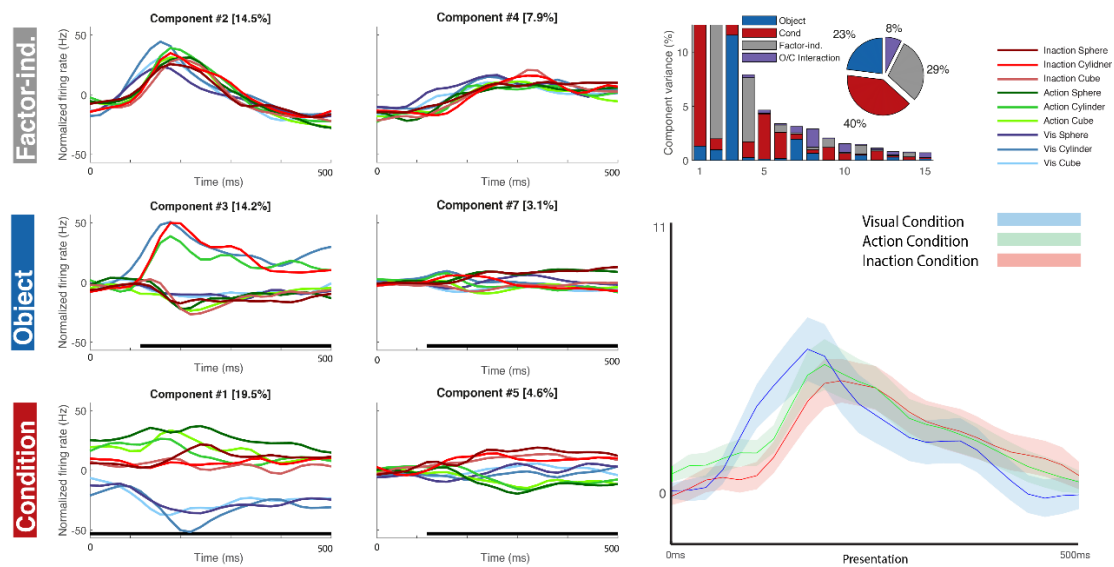 Factor-ind.
Component #2 [14.5%]
Normalized firing rate (Hz)
50
0
-50
0
500
Time (ms)
Component #4 [7.9%]
0
500
Time (ms)
Component variance (%)
10
5
0
1
5
10
15
Object
Cond
Factor-ind.
O/C Interaction
23%
8%
29%
40%
Inaction Sphere
Inaction Cylidner
Inaction Cube
Action Sphere
Action Cylinder
Action Cube
Vis Sphere
Vis Cylinder
Vis Cube
Object
Component #3 [14.2%]
Normalized firing rate (Hz)
50
0
-50
0
500
Time (ms)
Component #7 [3.1%]
0
500
Time (ms)
Condition
Component #1 [19.5%]
Normalized firing rate (Hz)
50
0
-50
0
500
Time (ms)
Component #5 [4.6%]
0
500
Time (ms)
Visual Condition
Action Condition
Inaction Condition
11
0
0ms
Presentation
500ms